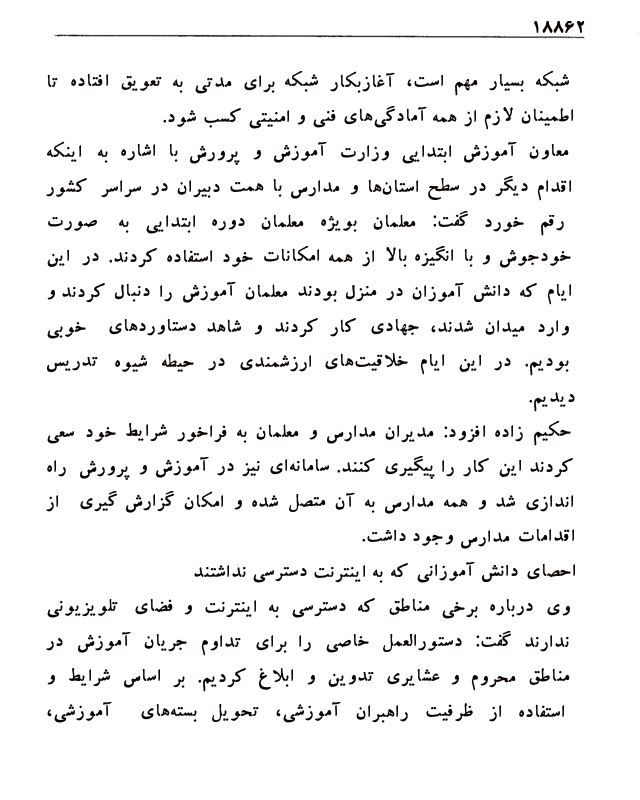 ۱۸۸۶۲
شبکه بسیار مهم است، آغازبکار شبکه برای مدتی به تعویق افتاده تا
اطمینان لازم از همه آمادگی‌های فنی و امنیتی کسب شود.
معاون آموزش ابتدایی وزارت آموزش و پرورش با اشاره به اینکه
اقدام دیگر در سطح استان‌ها و مدارس با همت دبیران در سراسر کشور
رقم خورد گفت: معلمان بویژه معلمان دوره ابتدایی به صورت
خودجوش و با انگیزه بالا از همه امکانات خود استفاده کردند. در این
ایام که دانش آموزان در منزل بودند معلمان آموزش را دنبال کردند و
وارد میدان شدند، جهادی کار کردند و شاهد دستاوردهای خوبی
بودیم. در این ایام خلاقیت‌های ارزشمندی در حیطه شیوه تدریس
دیدیم.
حکیم زاده افزود: مدیران مدارس و معلمان به فراخور شرایط خود سعی
کردند این کار را پیگیری کنند. سامانه‌ای نیز در آموزش و پرورش راه
اندازی شد و همه مدارس به آن متصل شده و امکان گزارش گیری از
اقدامات مدارس وجود داشت.
احصای دانش آموزانی که به اینترنت دسترسی نداشتند
وی درباره برخی مناطق که دسترسی به اینترنت و فضای تلویزیونی
ندارند گفت: دستورالعمل خاصی را برای تداوم جریان آموزش در
مناطق محروم و عشایری تدوین و ابلاغ کردیم. بر اساس شرایط و
استفاده از ظرفیت راهبران آموزشی، تحویل بسته‌های آموزشی،